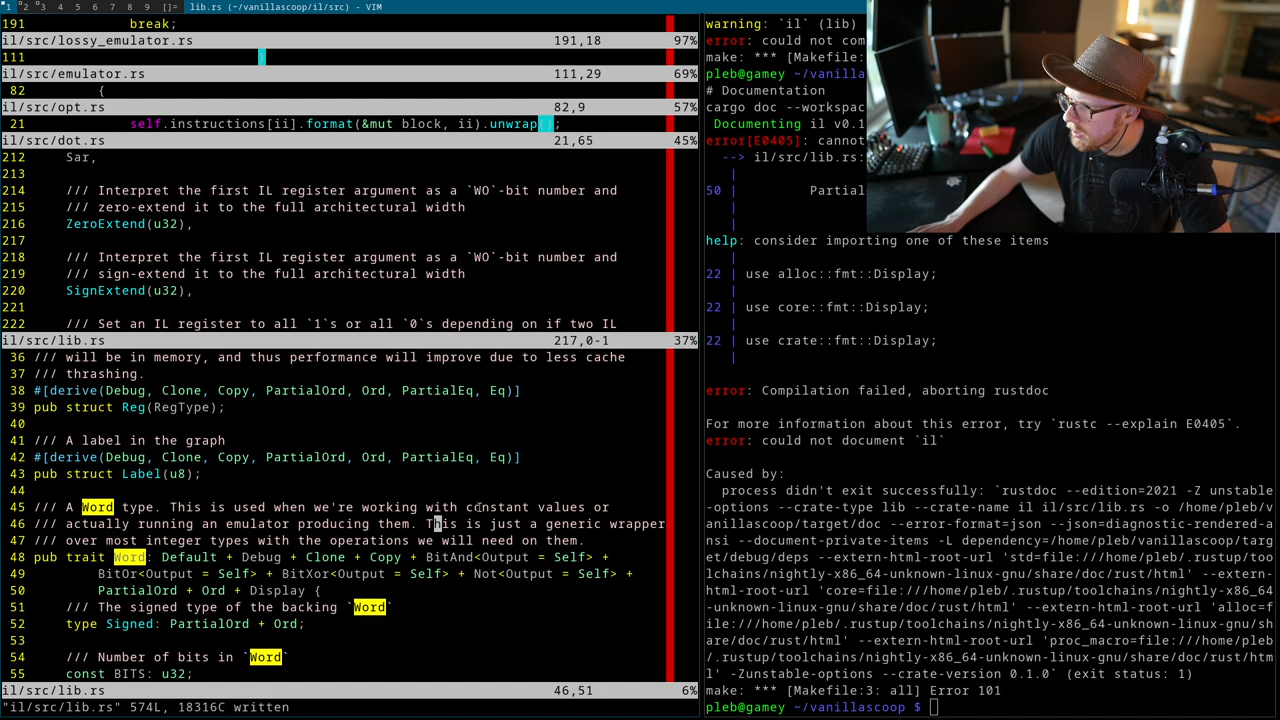 1 2 3 4 5 6 7 8 9 []= lib.rs (~/vanillascoop/il/src) - VIM
191 break;
il/src/lossy_emulator.rs 191,18 97%
111 }
il/src/emulator.rs 111,29 69%
82 {
il/src/opt.rs 82,9 57%
21 self.instructions[ii].format(&mut block, ii).unwrap();
il/src/dot.rs 21,65 45%
212 Sar,
213
214 /// Interpret the first IL register argument as a `WO`-bit number and
215 /// zero-extend it to the full architectural width
216 ZeroExtend(u32),
217
218 /// Interpret the first IL register argument as a `WO`-bit number and
219 /// sign-extend it to the full architectural width
220 SignExtend(u32),
221
222 /// Set an IL register to all `1`s or all `0`s depending on if two IL
il/src/lib.rs 217,0-1 37%
36 /// will be in memory, and thus performance will improve due to less cache
37 /// thrashing.
38 #[derive(Debug, Clone, Copy, PartialOrd, Ord, PartialEq, Eq)]
39 pub struct Reg(RegType);
40
41 /// A label in the graph
42 #[derive(Debug, Clone, Copy, PartialOrd, Ord, PartialEq, Eq)]
43 pub struct Label(u8);
44
45 /// A Word type. This is used when we're working with constant values or
46 /// actually running an emulator producing them. This is just a generic wrapper
47 /// over most integer types with the operations we will need on them.
48 pub trait Word: Default + Debug + Clone + Copy + BitAnd<Output = Self> +
49 BitOr<Output = Self> + BitXor<Output = Self> + Not<Output = Self> +
50 PartialOrd + Ord + Display {
51 /// The signed type of the backing `Word`
52 type Signed: PartialOrd + Ord;
53
54 /// Number of bits in `Word`
55 const BITS: u32;
il/src/lib.rs 46,51 6%
"il/src/lib.rs" 574L, 18316C written
warning: `il` (lib)
error: could not com
make: *** [Makefile:
pleb@gamey ~/vanilla
# Documentation
cargo doc --workspac
Documenting il v0.1
error[E0405]: cannot
--> il/src/lib.rs:
|
50 | Partial
|
|
help: consider importing one of these items
|
22 | use alloc::fmt::Display;
|
22 | use core::fmt::Display;
|
22 | use crate::fmt::Display;
|
error: Compilation failed, aborting rustdoc
For more information about this error, try `rustc --explain E0405`.
error: could not document `il`
Caused by:
process didn't exit successfully: `rustdoc --edition=2021 -Z unstable
-options --crate-type lib --crate-name il il/src/lib.rs -o /home/pleb/v
anillascoop/target/doc --error-format=json --json=diagnostic-rendered-a
nsi --document-private-items -L dependency=/home/pleb/vanillascoop/targ
et/debug/deps --extern-html-root-url 'std=file:///home/pleb/.rustup/too
lchains/nightly-x86_64-unknown-linux-gnu/share/doc/rust/html' --extern-
html-root-url 'core=file:///home/pleb/.rustup/toolchains/nightly-x86_64
-unknown-linux-gnu/share/doc/rust/html' --extern-html-root-url 'alloc=f
ile:///home/pleb/.rustup/toolchains/nightly-x86_64-unknown-linux-gnu/sh
are/doc/rust/html' --extern-html-root-url 'proc_macro=file:///home/pleb
/.rustup/toolchains/nightly-x86_64-unknown-linux-gnu/share/doc/rust/htm
l' -Zunstable-options --crate-version 0.1.0` (exit status: 1)
make: *** [Makefile:3: all] Error 101
pleb@gamey ~/vanillascoop $